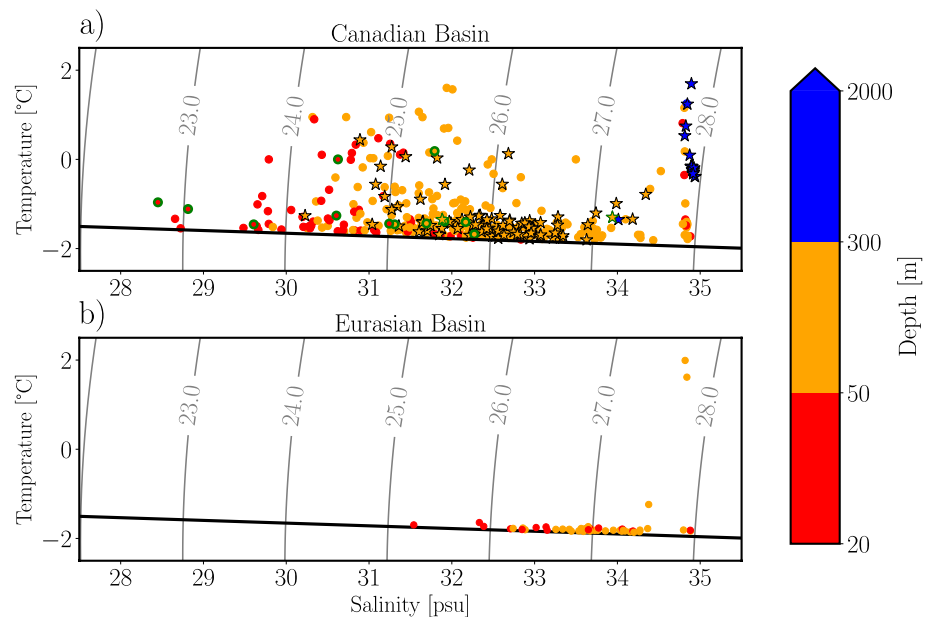 a)
Canadian Basin
Temperature [°C]
2
0
−2
23.0
24.0
25.0
26.0
27.0
28.0
28 29 30 31 32 33 34 35
b)
Eurasian Basin
Temperature [°C]
2
0
−2
23.0
24.0
25.0
26.0
27.0
28.0
28 29 30 31 32 33 34 35
Salinity [psu]
2000
300
50
20
Depth [m]